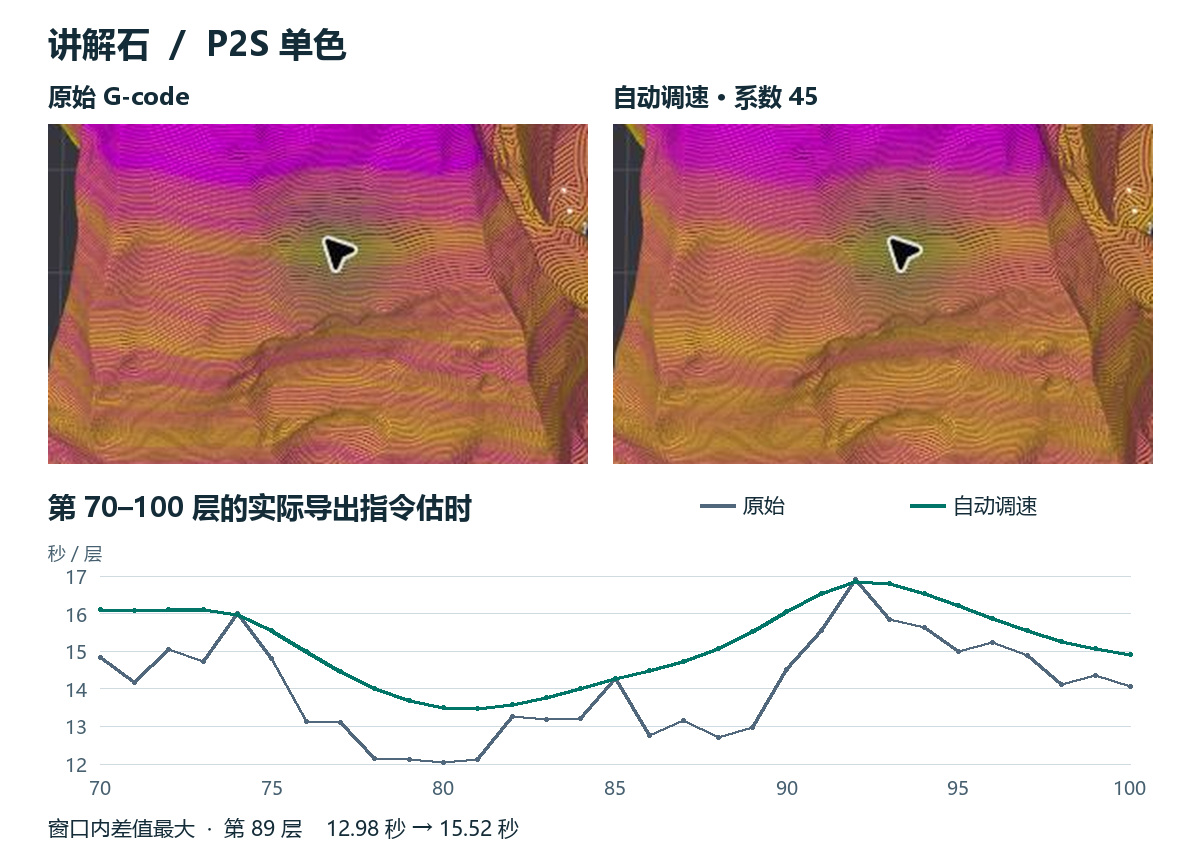 讲解石 / P2S 单色
原始 G-code
自动调速 • 系数 45
第 70–100 层的实际导出指令估时
原始
自动调速
秒 / 层
17
16
15
14
13
12
70 75 80 85 90 95 100
窗口内差值最大 · 第 89 层 12.98 秒 → 15.52 秒